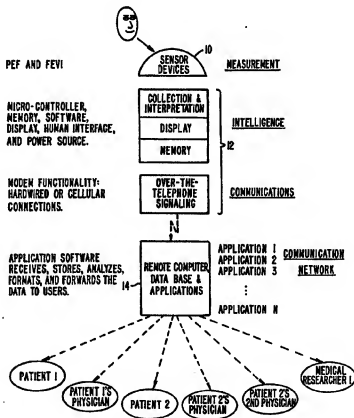 10
SENSOR
DEVICES
PEF AND FEVI
MEASUREMENT
COLLECTION &
INTERPRETATION
DISPLAY
MEMORY
MICRO-CONTROLLER,
MEMORY, SOFTWARE,
DISPLAY, HUMAN INTERFACE,
AND POWER SOURCE.
INTELLIGENCE
12
MODEM FUNCTIONALITY:
HARDWIRED OR CELLULAR
CONNECTIONS.
OVER-THE-
TELEPHONE
SIGNALING
COMMUNICATIONS
APPLICATION SOFTWARE
RECEIVES, STORES, ANALYZES,
FORMATS, AND FORWARDS THE
DATA TO USERS.
14
REMOTE COMPUTER,
DATA BASE &
APPLICATIONS
APPLICATION 1
APPLICATION 2
APPLICATION 3
⋮
APPLICATION N
COMMUNICATION
NETWORK
PATIENT 1
PATIENT 1'S
PHYSICIAN
PATIENT 2
PATIENT 2'S
PHYSICIAN
PATIENT 2'S
2ND PHYSICIAN
MEDICAL
RESEARCHER 1,